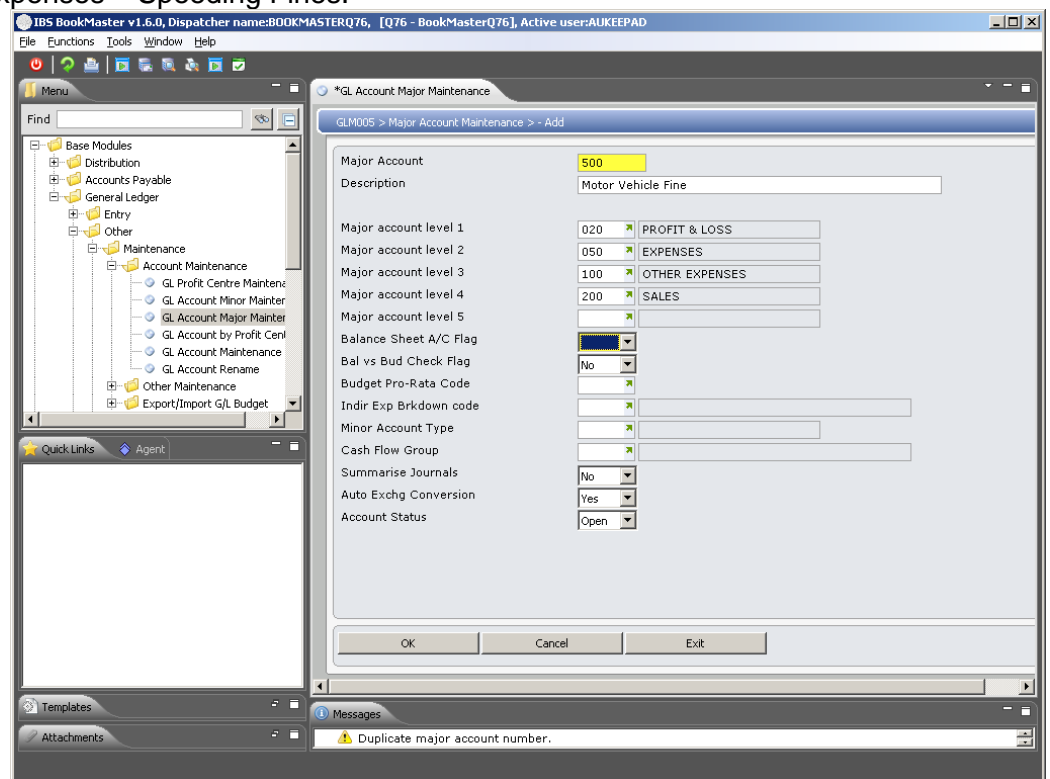 xpenses – Speeding Fines.
IBS BookMaster v1.6.0, Dispatcher name:BOOKMASTERQ76, [Q76 - BookMasterQ76], Active user:AUKEEPAD
File Functions Tools Window Help
Menu
*GL Account Major Maintenance
Find
GLM005 > Major Account Maintenance > - Add
Base Modules
Distribution
Accounts Payable
General Ledger
Entry
Other
Maintenance
Account Maintenance
GL Profit Centre Maintena
GL Account Minor Mainter
GL Account Major Mainter
GL Account by Profit Cen
GL Account Maintenance
GL Account Rename
Other Maintenance
Export/Import G/L Budget
Major Account 500
Description Motor Vehicle Fine
Major account level 1 020 PROFIT & LOSS
Major account level 2 050 EXPENSES
Major account level 3 100 OTHER EXPENSES
Major account level 4 200 SALES
Major account level 5
Balance Sheet A/C Flag
Bal vs Bud Check Flag No
Budget Pro-Rata Code
Indir Exp Brkdown code
Minor Account Type
Cash Flow Group
Summarise Journals No
Auto Exchg Conversion Yes
Account Status Open
OK Cancel Exit
Quick Links Agent
Templates
Attachments
Messages
Duplicate major account number.